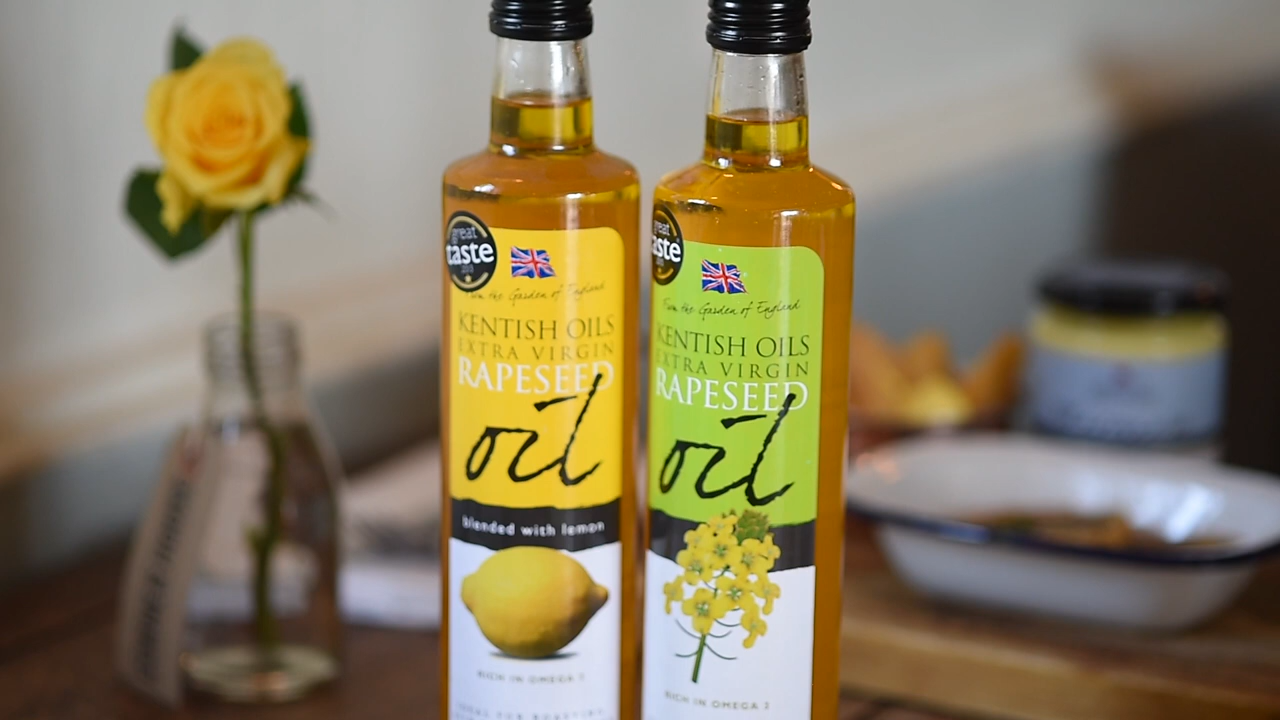 great
taste
From the Garden of England
KENTISH OILS
EXTRA VIRGIN
RAPESEED
oil
blended with lemon
RICH IN OMEGA 3
great
taste
From the Garden of England
KENTISH OILS
EXTRA VIRGIN
RAPESEED
oil
RICH IN OMEGA 3